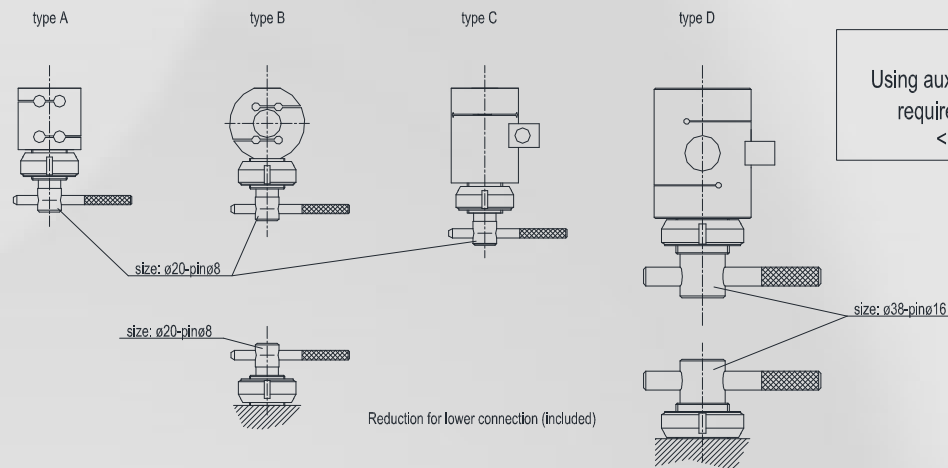 type A
type B
type C
type D
Using aux
require
<
size: ø20-pinø8
size: ø38-pinø16
size: ø20-pinø8
Reduction for lower connection (included)